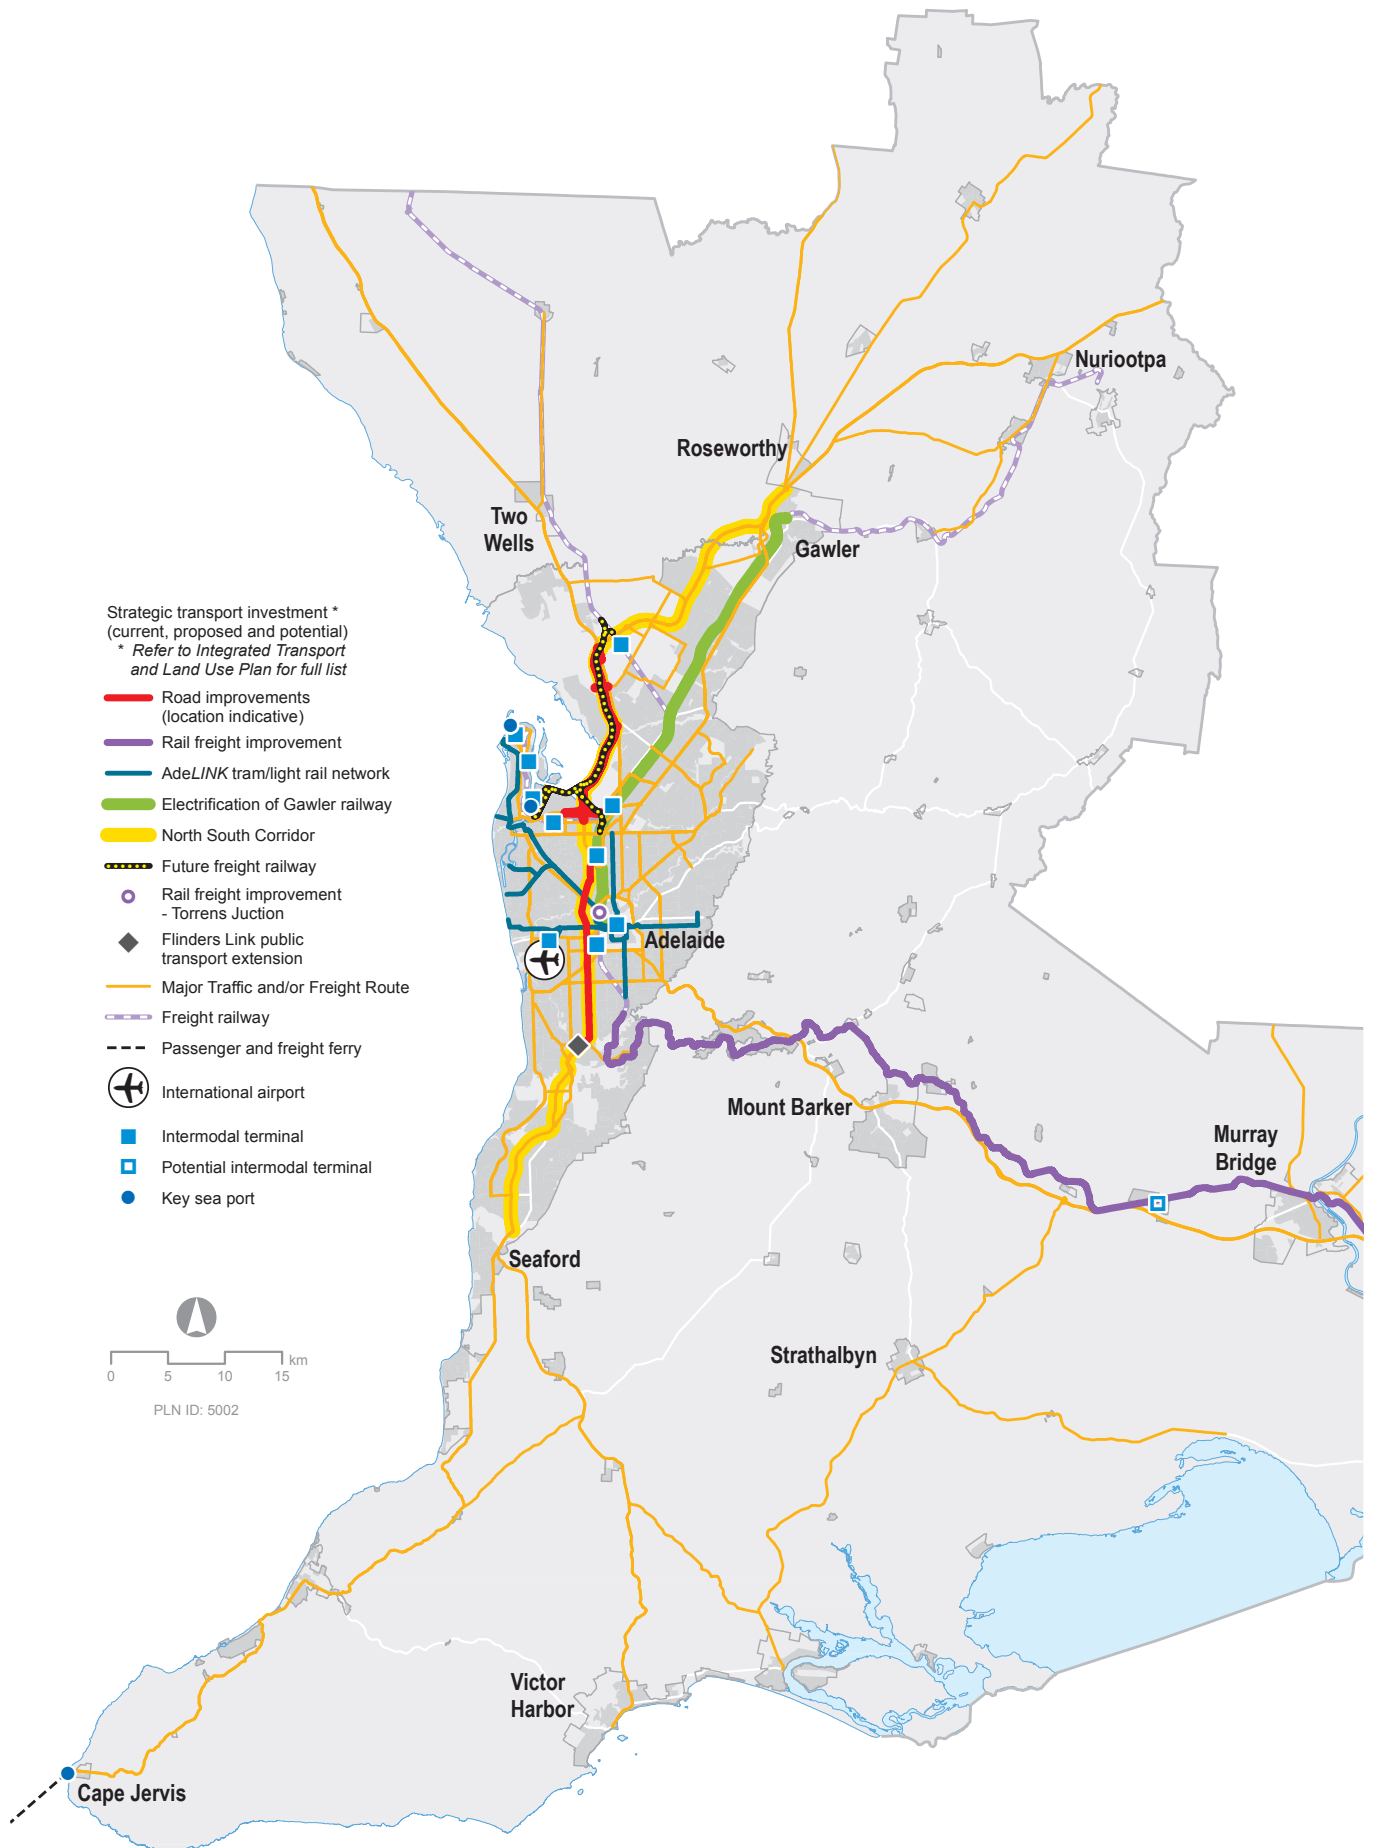 Nuriootpa
Roseworthy
Two
Wells
Gawler
Strategic transport investment *
(current, proposed and potential)
* Refer to Integrated Transport
and Land Use Plan for full list
Road improvements
(location indicative)
Rail freight improvement
AdeLINK tram/light rail network
Electrification of Gawler railway
North South Corridor
Future freight railway
Rail freight improvement
- Torrens Juction
Flinders Link public
transport extension
Major Traffic and/or Freight Route
Freight railway
Passenger and freight ferry
International airport
Intermodal terminal
Potential intermodal terminal
Key sea port
Adelaide
Mount Barker
Murray
Bridge
Seaford
km
0 5 10 15
PLN ID: 5002
Strathalbyn
Victor
Harbor
Cape Jervis